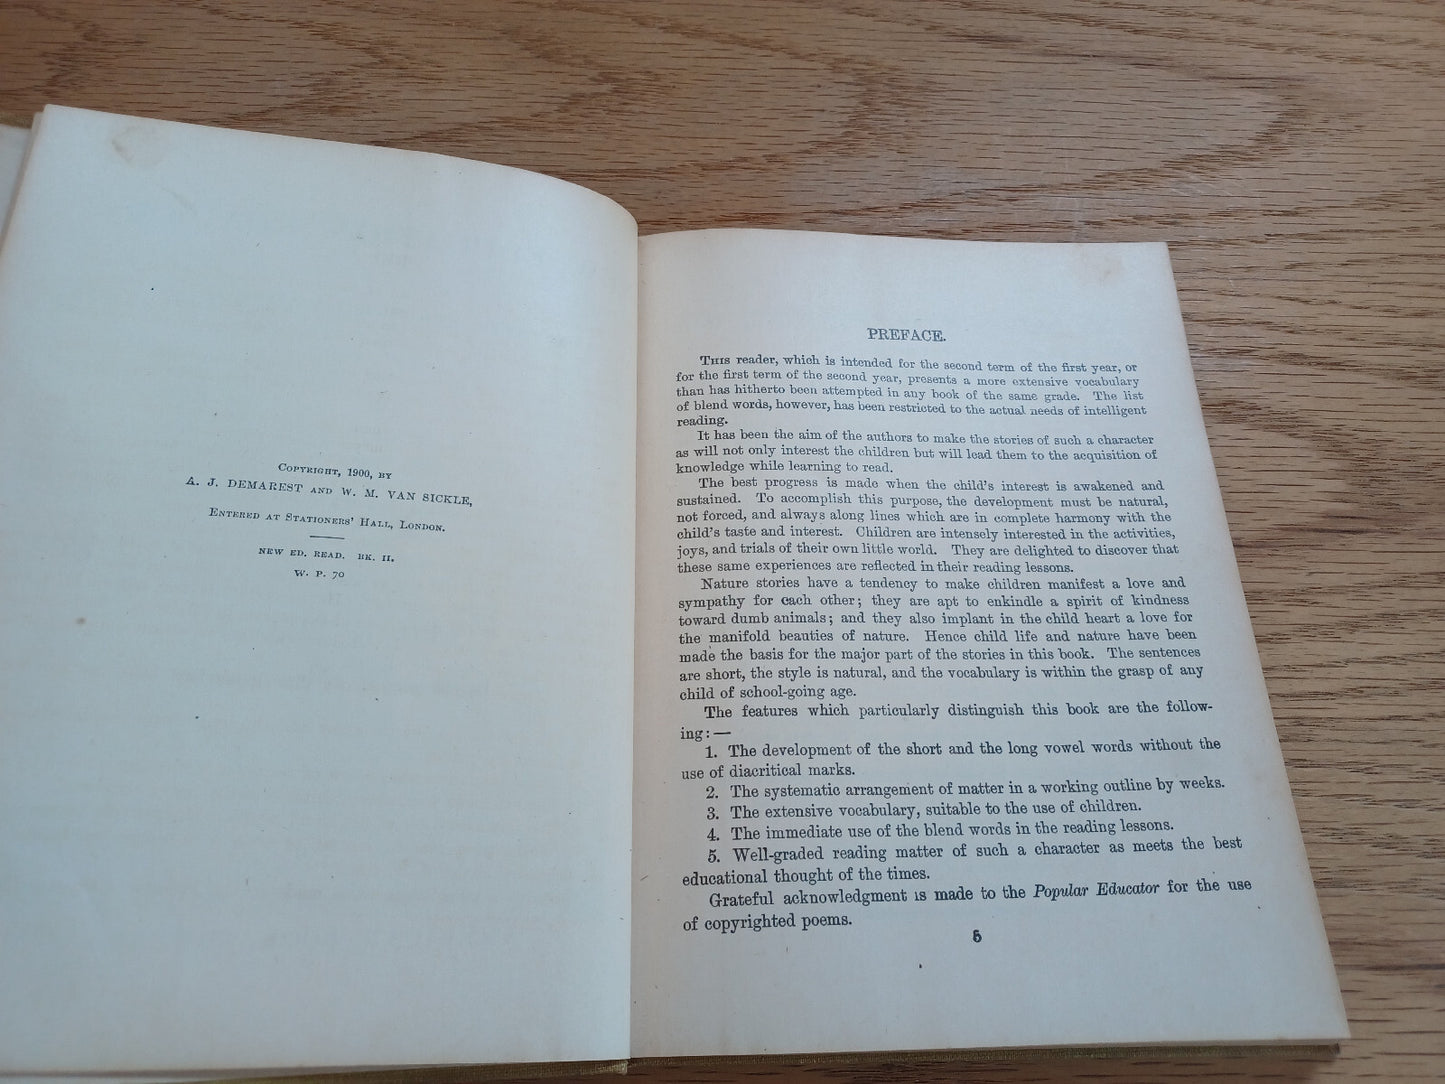 COPYRIGHT, 1900, BY
A. J. DEMAREST AND W. M. VAN SICKLE,
ENTERED AT STATIONERS' HALL, LONDON.
NEW ED. READ. BK. II.
W. P. 70
PREFACE.
THIS reader, which is intended for the second term of the first year, or
for the first term of the second year, presents a more extensive vocabulary
than has hitherto been attempted in any book of the same grade. The list
of blend words, however, has been restricted to the actual needs of intelligent
reading.
It has been the aim of the authors to make the stories of such a character
as will not only interest the children but will lead them to the acquisition of
knowledge while learning to read.
The best progress is made when the child's interest is awakened and
sustained. To accomplish this purpose, the development must be natural,
not forced, and always along lines which are in complete harmony with the
child's taste and interest. Children are intensely interested in the activities,
joys, and trials of their own little world. They are delighted to discover that
these same experiences are reflected in their reading lessons.
Nature stories have a tendency to make children manifest a love and
sympathy for each other; they are apt to enkindle a spirit of kindness
toward dumb animals; and they also implant in the child heart a love for
the manifold beauties of nature. Hence child life and nature have been
made the basis for the major part of the stories in this book. The sentences
are short, the style is natural, and the vocabulary is within the grasp of any
child of school-going age.
The features which particularly distinguish this book are the follow-
ing:—
1. The development of the short and the long vowel words without the
use of diacritical marks.
2. The systematic arrangement of matter in a working outline by weeks.
3. The extensive vocabulary, suitable to the use of children.
4. The immediate use of the blend words in the reading lessons.
5. Well-graded reading matter of such a character as meets the best
educational thought of the times.
Grateful acknowledgment is made to the Popular Educator for the use
of copyrighted poems.
5